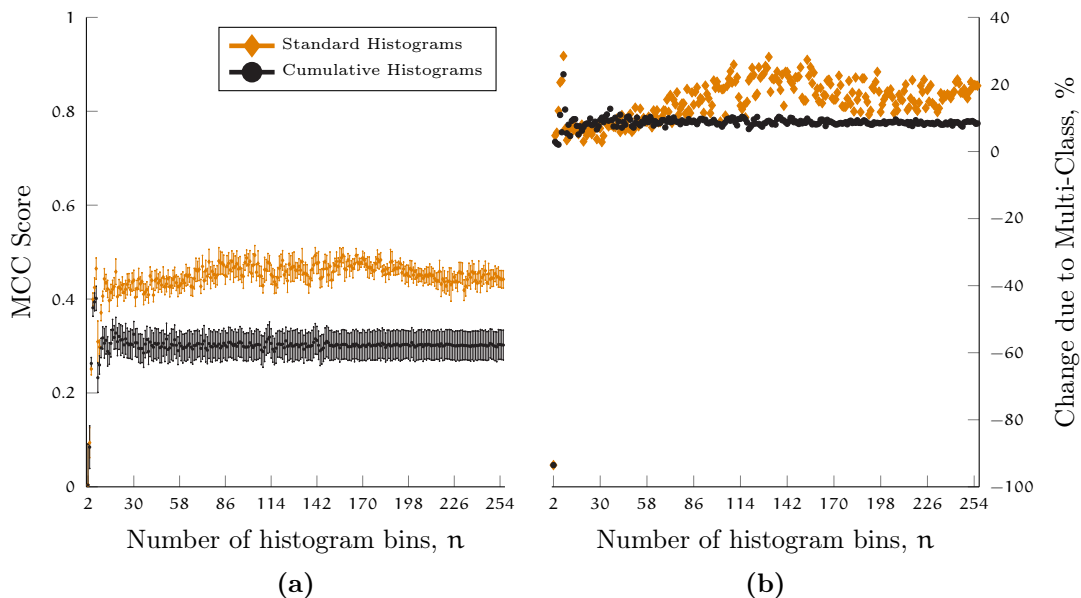 1
0.8
0.6
0.4
0.2
0
MCC Score
Standard Histograms
Cumulative Histograms
2 30 58 86 114 142 170 198 226 254
Number of histogram bins, n
(a)
40
20
0
−20
−40
−60
−80
−100
Change due to Multi-Class, %
2 30 58 86 114 142 170 198 226 254
Number of histogram bins, n
(b)